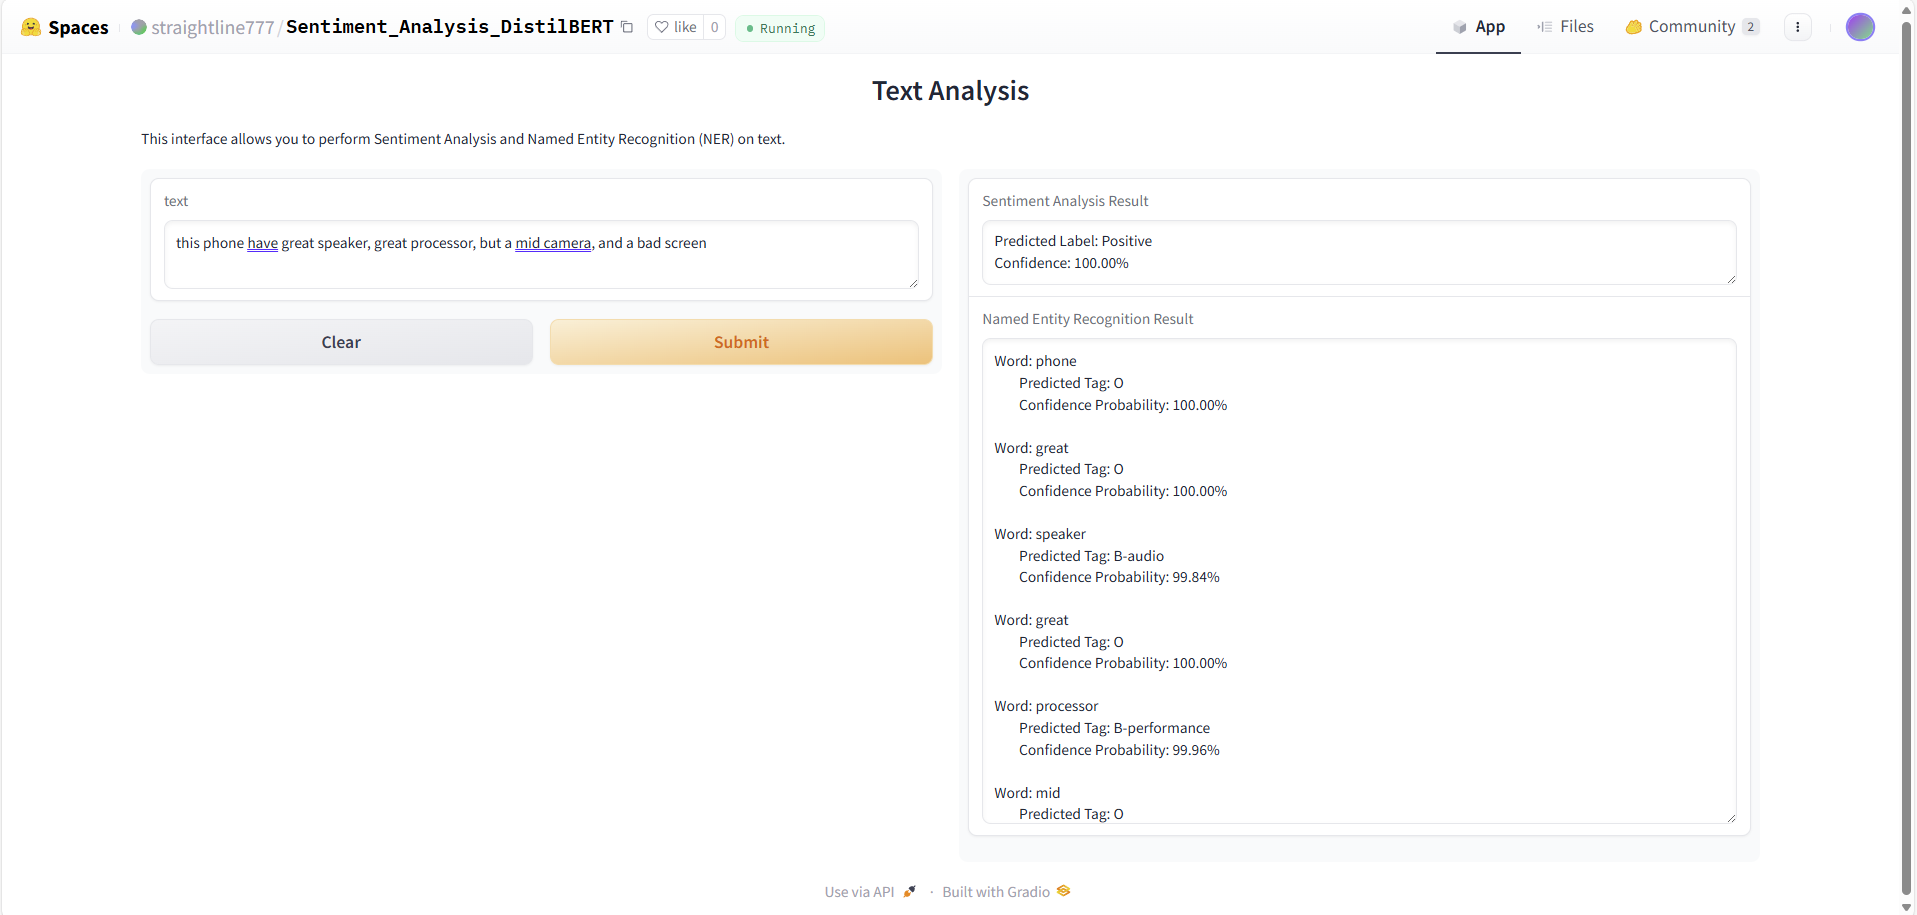 Spaces straightline777/Sentiment_Analysis_DistilBERT like 0 Running App Files Community 2
Text Analysis
This interface allows you to perform Sentiment Analysis and Named Entity Recognition (NER) on text.
text
this phone have great speaker, great processor, but a mid camera, and a bad screen
Clear Submit
Sentiment Analysis Result
Predicted Label: Positive
Confidence: 100.00%
Named Entity Recognition Result
Word: phone
Predicted Tag: O
Confidence Probability: 100.00%
Word: great
Predicted Tag: O
Confidence Probability: 100.00%
Word: speaker
Predicted Tag: B-audio
Confidence Probability: 99.84%
Word: great
Predicted Tag: O
Confidence Probability: 100.00%
Word: processor
Predicted Tag: B-performance
Confidence Probability: 99.96%
Word: mid
Predicted Tag: O
Use via API · Built with Gradio